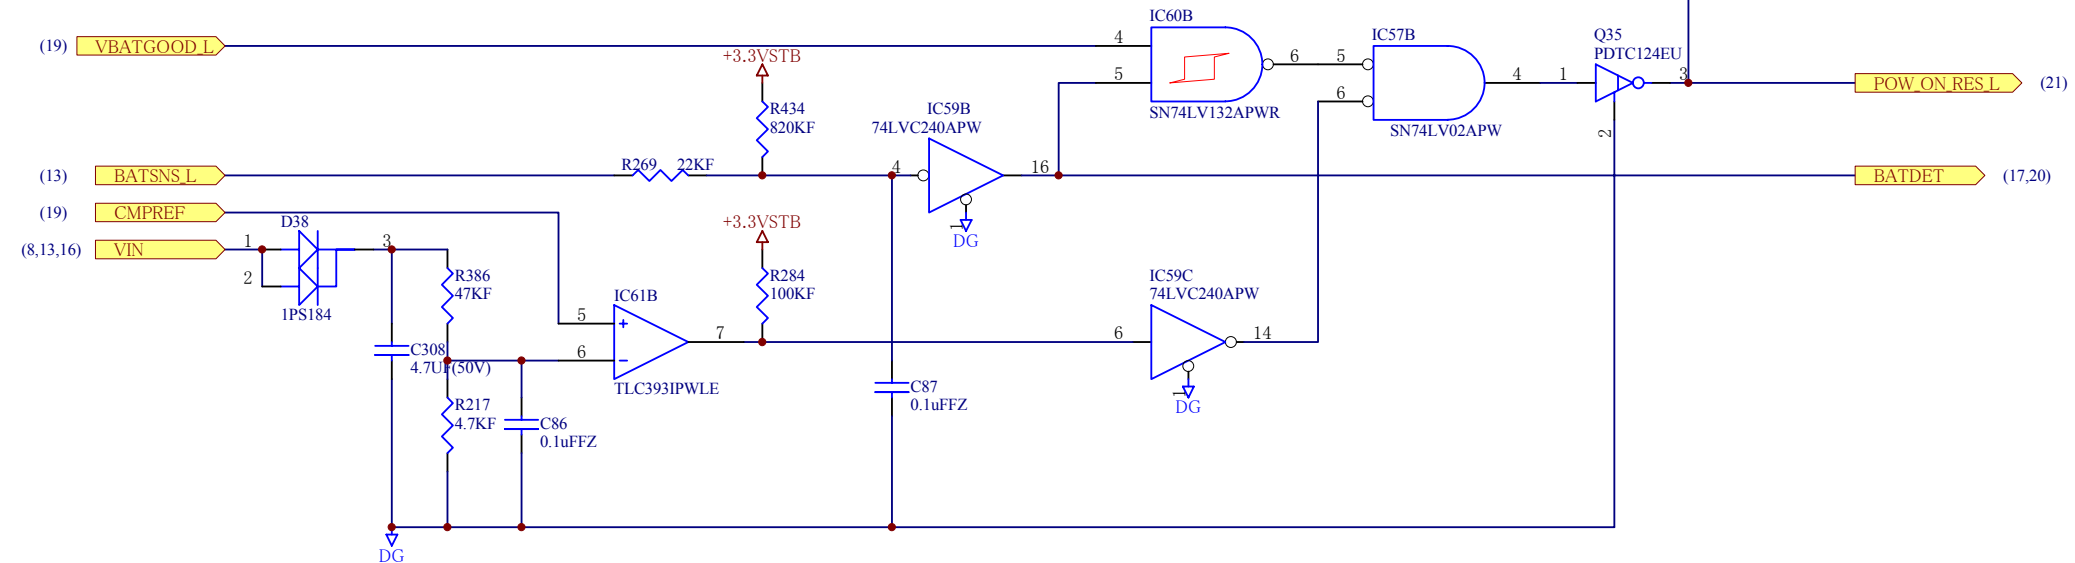 IC60B
(19) VBATGOOD_L
4
5
6
SN74LV132APWR
IC57B
5
6
4
SN74LV02APW
Q35
PDTC124EU
1
3
2
POW_ON_RES_L (21)
+3.3VSTB
R434
820KF
IC59B
74LVC240APW
(13) BATSNS_L
R269 22KF
4
16
1
DG
BATDET (17,20)
(19) CMPREF
(8,13,16) VIN
D38
1
2
3
1PS184
R386
47KF
C308
4.7UF(50V)
R217
4.7KF
C86
0.1uFFZ
IC61B
5
+
6
−
7
TLC393IPWLE
+3.3VSTB
R284
100KF
C87
0.1uFFZ
IC59C
74LVC240APW
6
14
1
DG
DG